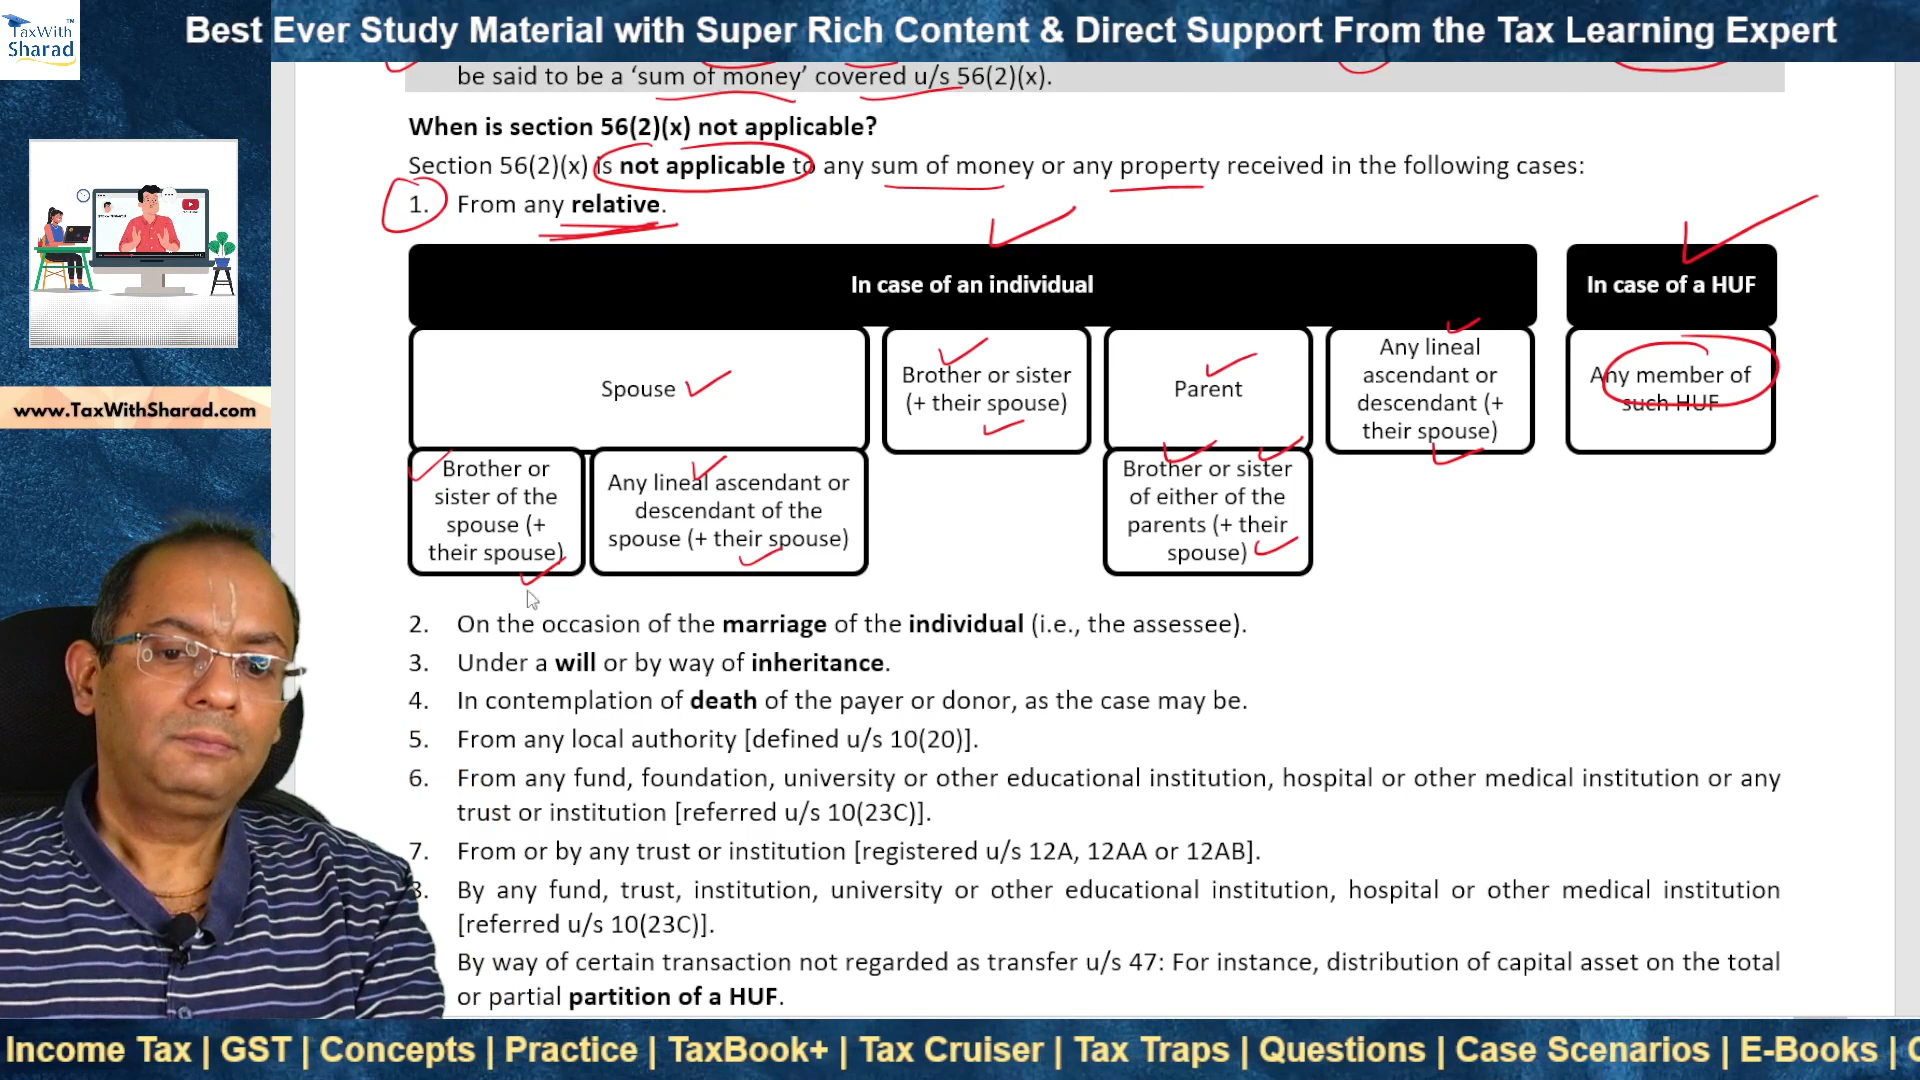 TaxWith
Sharad
Best Ever Study Material with Super Rich Content & Direct Support From the Tax Learning Expert
be said to be a ‘sum of money’ covered u/s 56(2)(x).
When is section 56(2)(x) not applicable?
Section 56(2)(x) is not applicable to any sum of money or any property received in the following cases:
1. From any relative.
In case of an individual
In case of a HUF
Spouse
Brother or sister
(+ their spouse)
Parent
Any lineal
ascendant or
descendant (+
their spouse)
Any member of
such HUF
Brother or
sister of the
spouse (+
their spouse)
Any lineal ascendant or
descendant of the
spouse (+ their spouse)
Brother or sister
of either of the
parents (+ their
spouse)
www.TaxWithSharad.com
2. On the occasion of the marriage of the individual (i.e., the assessee).
3. Under a will or by way of inheritance.
4. In contemplation of death of the payer or donor, as the case may be.
5. From any local authority [defined u/s 10(20)].
6. From any fund, foundation, university or other educational institution, hospital or other medical institution or any
trust or institution [referred u/s 10(23C)].
7. From or by any trust or institution [registered u/s 12A, 12AA or 12AB].
8. By any fund, trust, institution, university or other educational institution, hospital or other medical institution
[referred u/s 10(23C)].
By way of certain transaction not regarded as transfer u/s 47: For instance, distribution of capital asset on the total
or partial partition of a HUF.
Income Tax | GST | Concepts | Practice | TaxBook+ | Tax Cruiser | Tax Traps | Questions | Case Scenarios | E-Books |